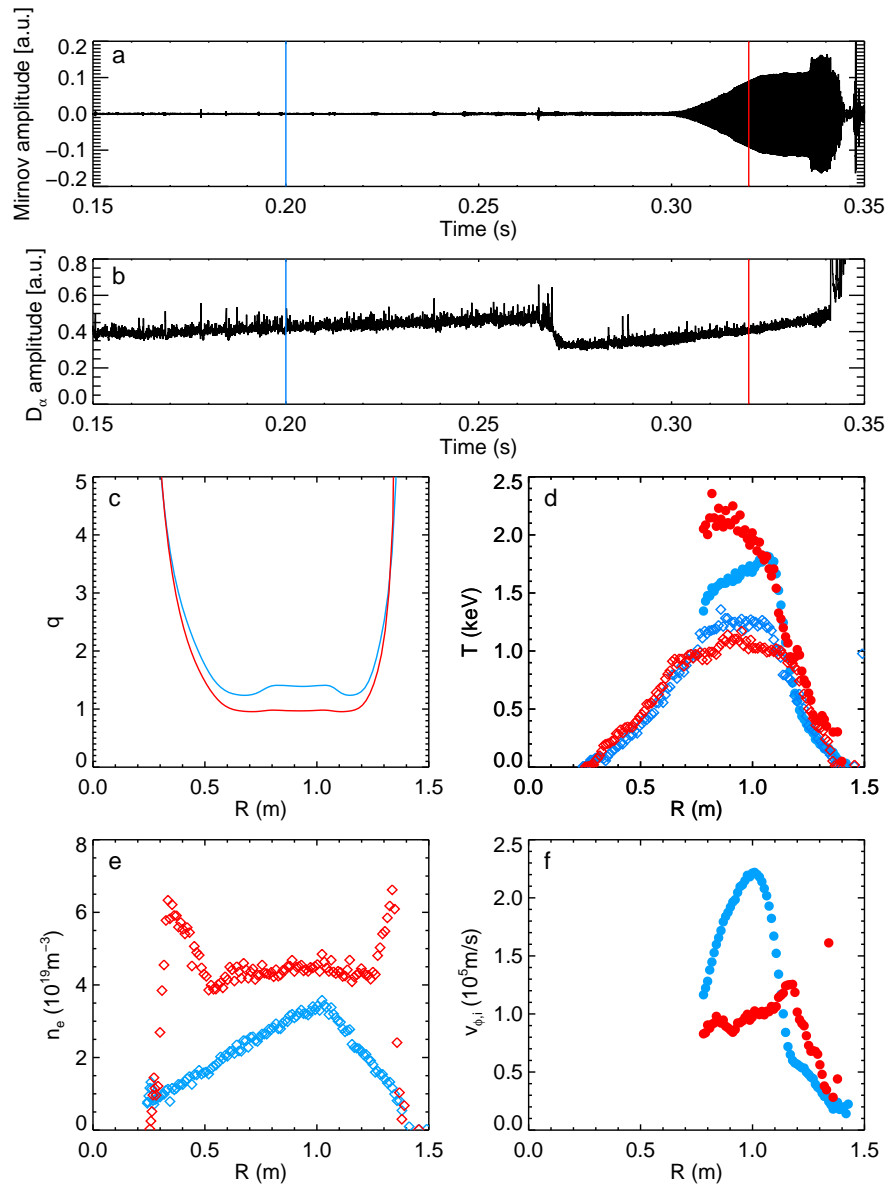 a
Mirnov amplitude [a.u.]
0.2
0.1
0.0
-0.1
-0.2
0.15 0.20 0.25 0.30 0.35
Time (s)
b
Dα amplitude [a.u.]
0.8
0.6
0.4
0.2
0.0
0.15 0.20 0.25 0.30 0.35
Time (s)
c
q
5
4
3
2
1
0
0.0 0.5 1.0 1.5
R (m)
d
T (keV)
2.5
2.0
1.5
1.0
0.5
0.0
0.0 0.5 1.0 1.5
R (m)
e
nₑ (10¹⁹m⁻³)
8
6
4
2
0
0.0 0.5 1.0 1.5
R (m)
f
vφ,i (10⁵m/s)
2.5
2.0
1.5
1.0
0.5
0.0
0.0 0.5 1.0 1.5
R (m)